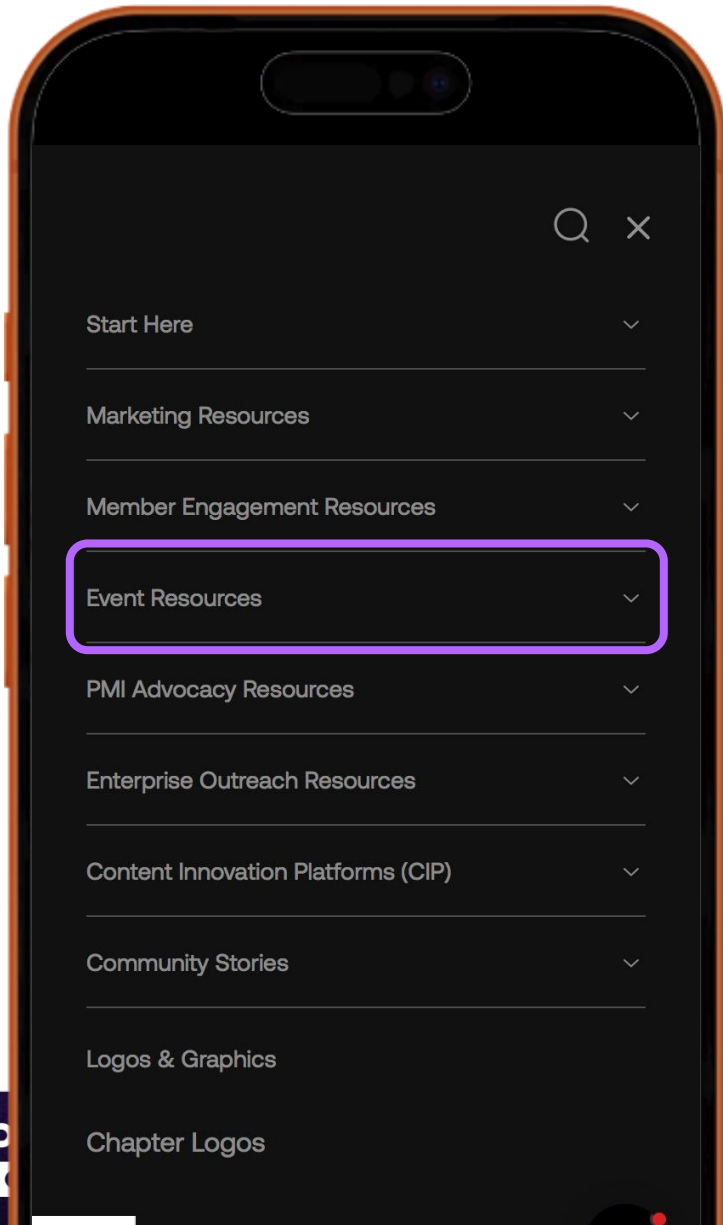 Start Here
Marketing Resources
Member Engagement Resources
Event Resources
PMI Advocacy Resources
Enterprise Outreach Resources
Content Innovation Platforms (CIP)
Community Stories
Logos & Graphics
Chapter Logos